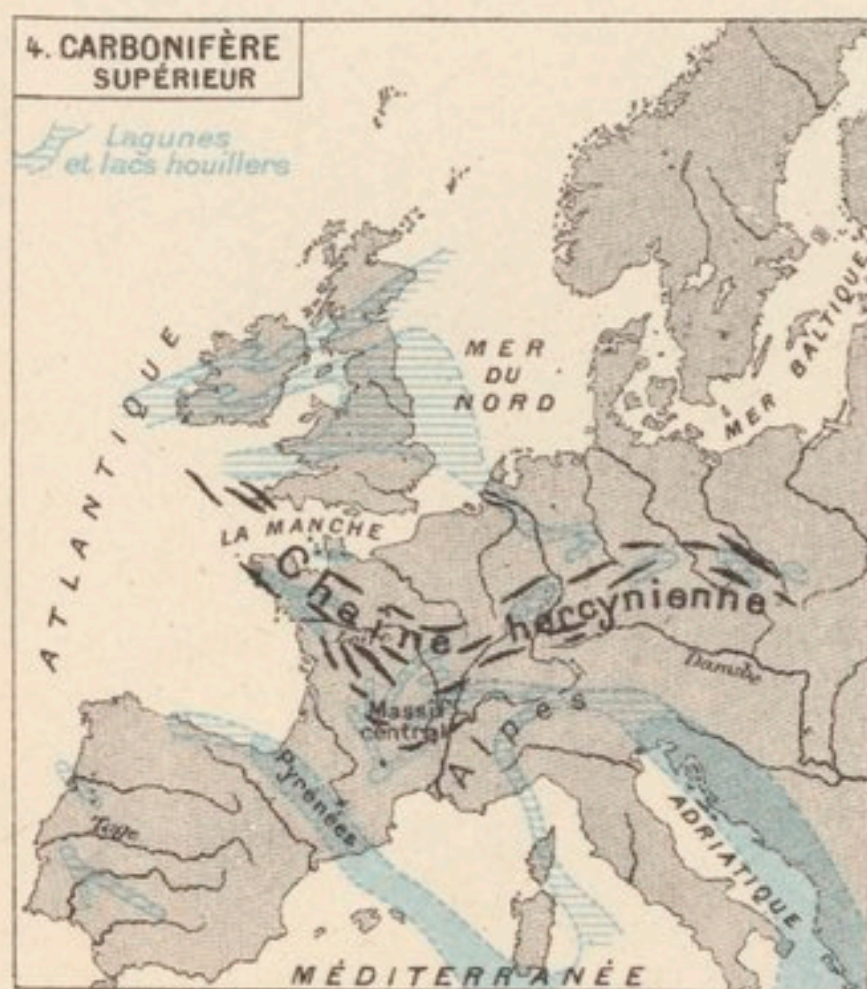 4. CARBONIFÈRE
SUPÉRIEUR
Lagunes
et lacs houillers
MER
DU
NORD
MER BALTIQUE
ATLANTIQUE
LA MANCHE
Chaîne hercynienne
Loire
Danube
Massif
central
Alpes
Pyrénées
Tage
ADRIATIQUE
MÉDITERRANÉE